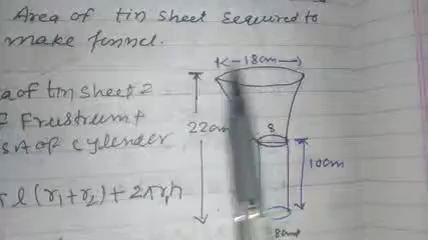 Area of tin sheet required to
make funnel.
K-18cm→
a of tin sheet =
= Frustrum +
8
22cm
SA of cylender
10cm
l(r₁+r₂)+2πr₁h
8cm